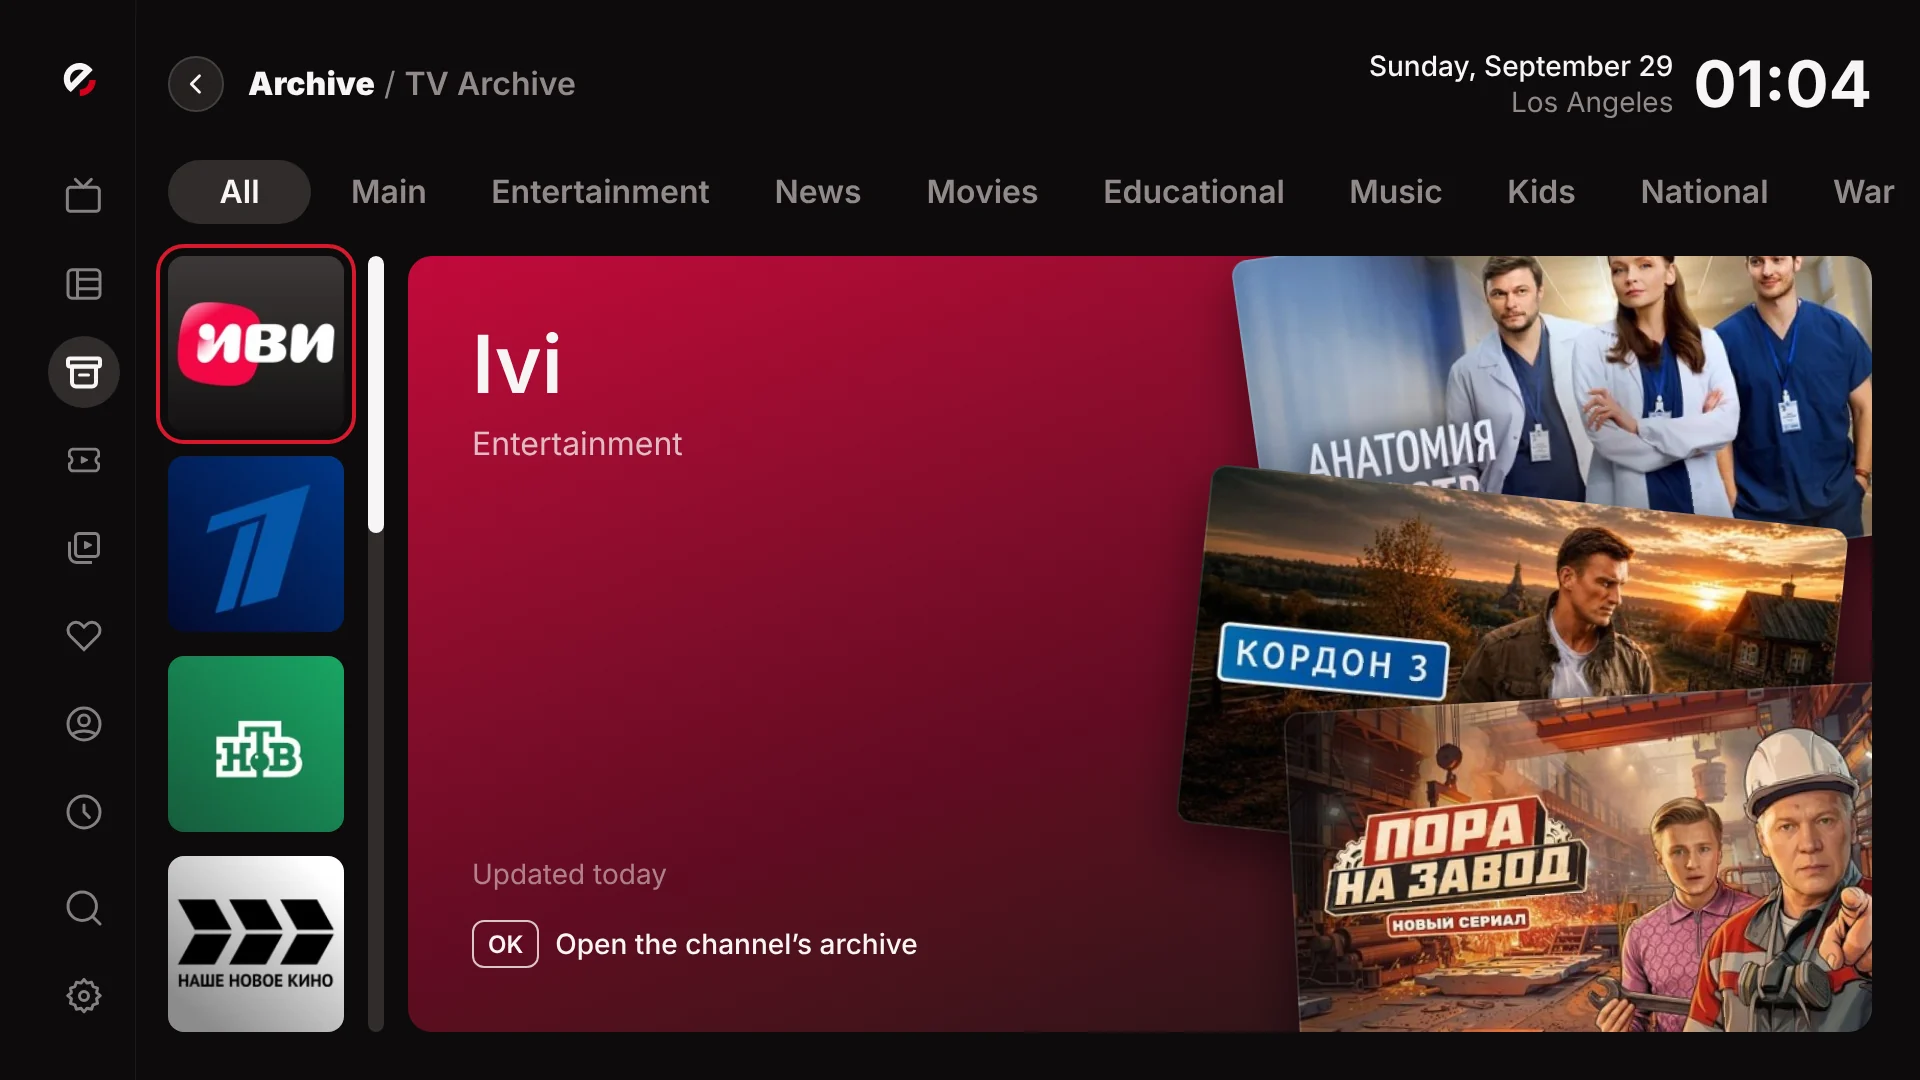 Archive / TV Archive
Sunday, September 29
Los Angeles
01:04
All
Main
Entertainment
News
Movies
Educational
Music
Kids
National
War
иви
НТВ
НАШЕ НОВОЕ КИНО
Ivi
Entertainment
Updated today
OK
Open the channel’s archive
АНАТОМИЯ
КОРДОН 3
ПОРА
НА ЗАВОД
НОВЫЙ СЕРИАЛ